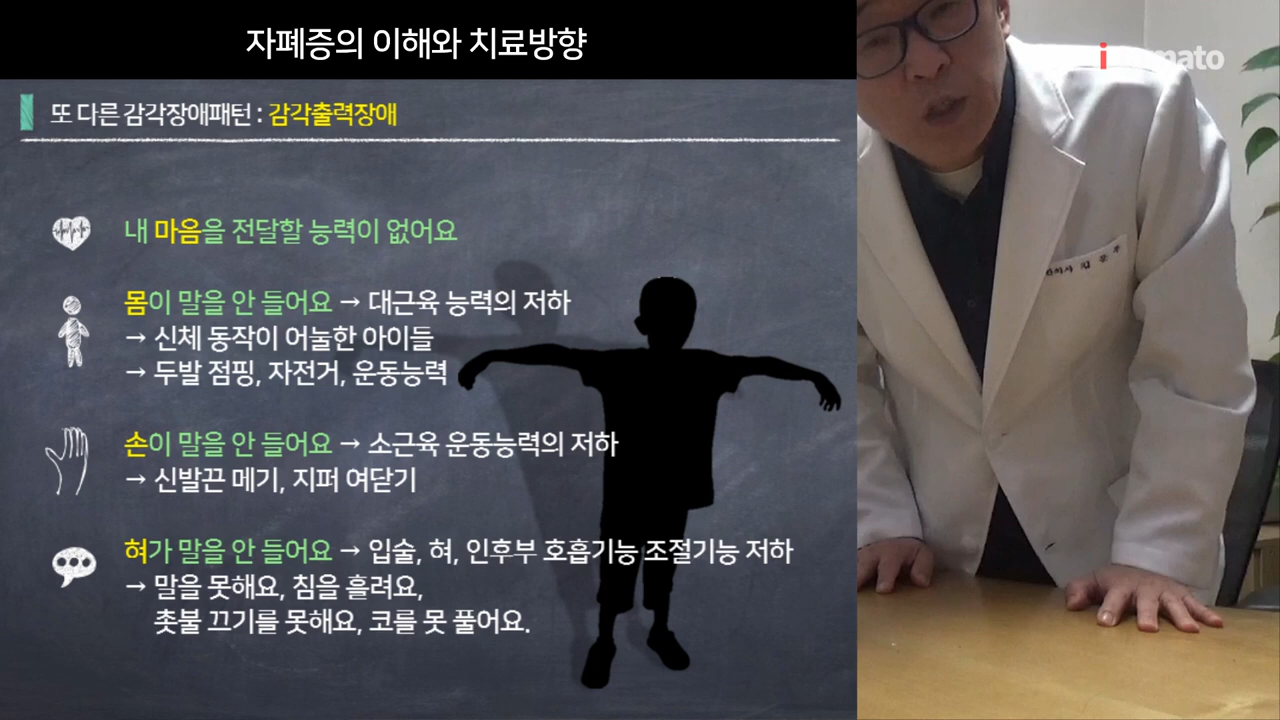 자폐증의 이해와 치료방향
또 다른 감각장애패턴 : 감각출력장애
내 마음을 전달할 능력이 없어요
몸이 말을 안 들어요 → 대근육 능력의 저하
→ 신체 동작이 어눌한 아이들
→ 두발 점핑, 자전거, 운동능력
손이 말을 안 들어요 → 소근육 운동능력의 저하
→ 신발끈 메기, 지퍼 여닫기
혀가 말을 안 들어요 → 입술, 혀, 인후부 호흡기능 조절기능 저하
→ 말을 못해요, 침을 흘려요,
촛불 끄기를 못해요, 코를 못 풀어요.